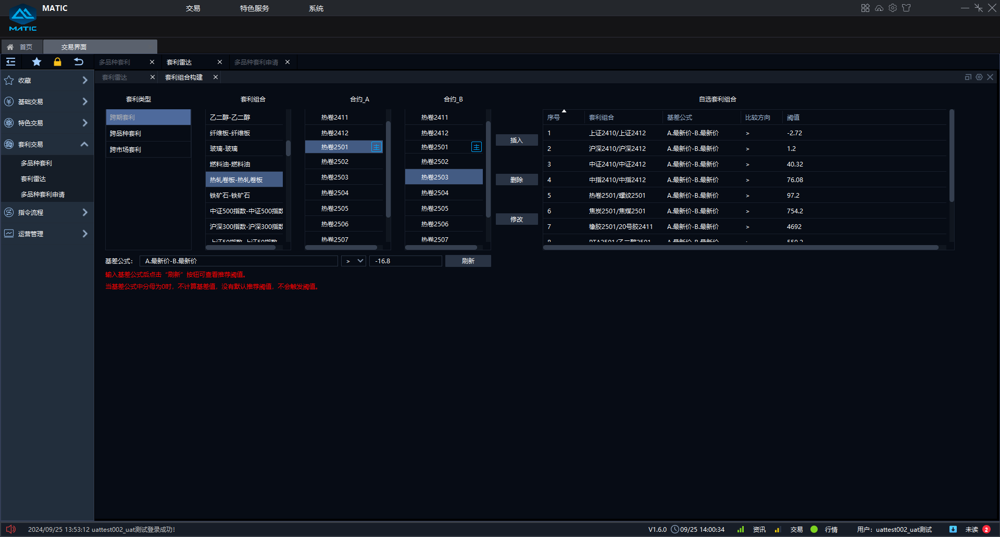 MATIC
交易
特色服务
系统
MATIC
首页
交易界面
多品种套利
套利雷达
多品种套利申请
套利雷达
套利组合构建
收藏
基础交易
特色交易
套利交易
多品种套利
套利雷达
多品种套利申请
指令流程
运营管理
套利类型
跨期套利
跨品种套利
跨市场套利
套利组合
乙二醇-乙二醇
纤维板-纤维板
玻璃-玻璃
燃料油-燃料油
热轧卷板-热轧卷板
铁矿石-铁矿石
中证500指数-中证500指数
沪深300指数-沪深300指数
上证50指数-上证50指数
合约_A
热卷2411
热卷2412
热卷2501 主
热卷2502
热卷2503
热卷2504
热卷2505
热卷2506
热卷2507
合约_B
热卷2411
热卷2412
热卷2501 主
热卷2502
热卷2503
热卷2504
热卷2505
热卷2506
热卷2507
插入
删除
修改
自选套利组合
序号 套利组合 基差公式 比较方向 阈值
1 上证2410/上证2412 A.最新价-B.最新价 > -2.72
2 沪深2410/沪深2412 A.最新价-B.最新价 > 1.2
3 中证2410/中证2412 A.最新价-B.最新价 > 40.32
4 中指2410/中指2412 A.最新价-B.最新价 > 76.08
5 热卷2501/螺纹2501 A.最新价-B.最新价 > 97.2
6 焦炭2501/焦煤2501 A.最新价-B.最新价 > 754.2
7 橡胶2501/20号胶2411 A.最新价-B.最新价 > 4692
8 PTA2501/乙二醇2501 A.最新价-B.最新价
基差公式： A.最新价-B.最新价 > -16.8 刷新
输入基差公式后点击“刷新”按钮可查看推荐阈值。
当基差公式中分母为0时，不计算基差值，没有默认推荐阈值，不会触发阈值。
2024/09/25 13:53:12 uattest002_uat测试登录成功!
V1.6.0 09/25 14:00:34 资讯 交易 行情 用户：uattest002_uat测试 未读 2